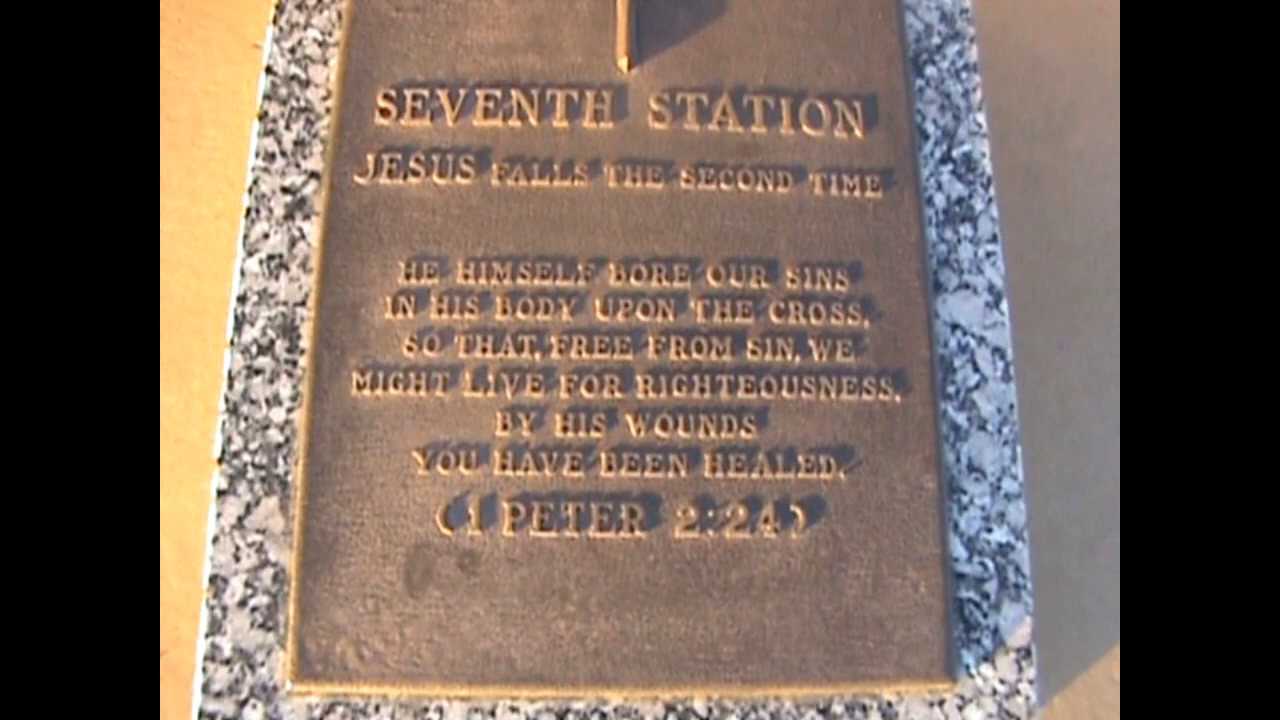 SEVENTH STATION
JESUS FALLS THE SECOND TIME
HE HIMSELF BORE OUR SINS
IN HIS BODY UPON THE CROSS,
SO THAT, FREE FROM SIN, WE
MIGHT LIVE FOR RIGHTEOUSNESS.
BY HIS WOUNDS
YOU HAVE BEEN HEALED.
(1 PETER 2:24)